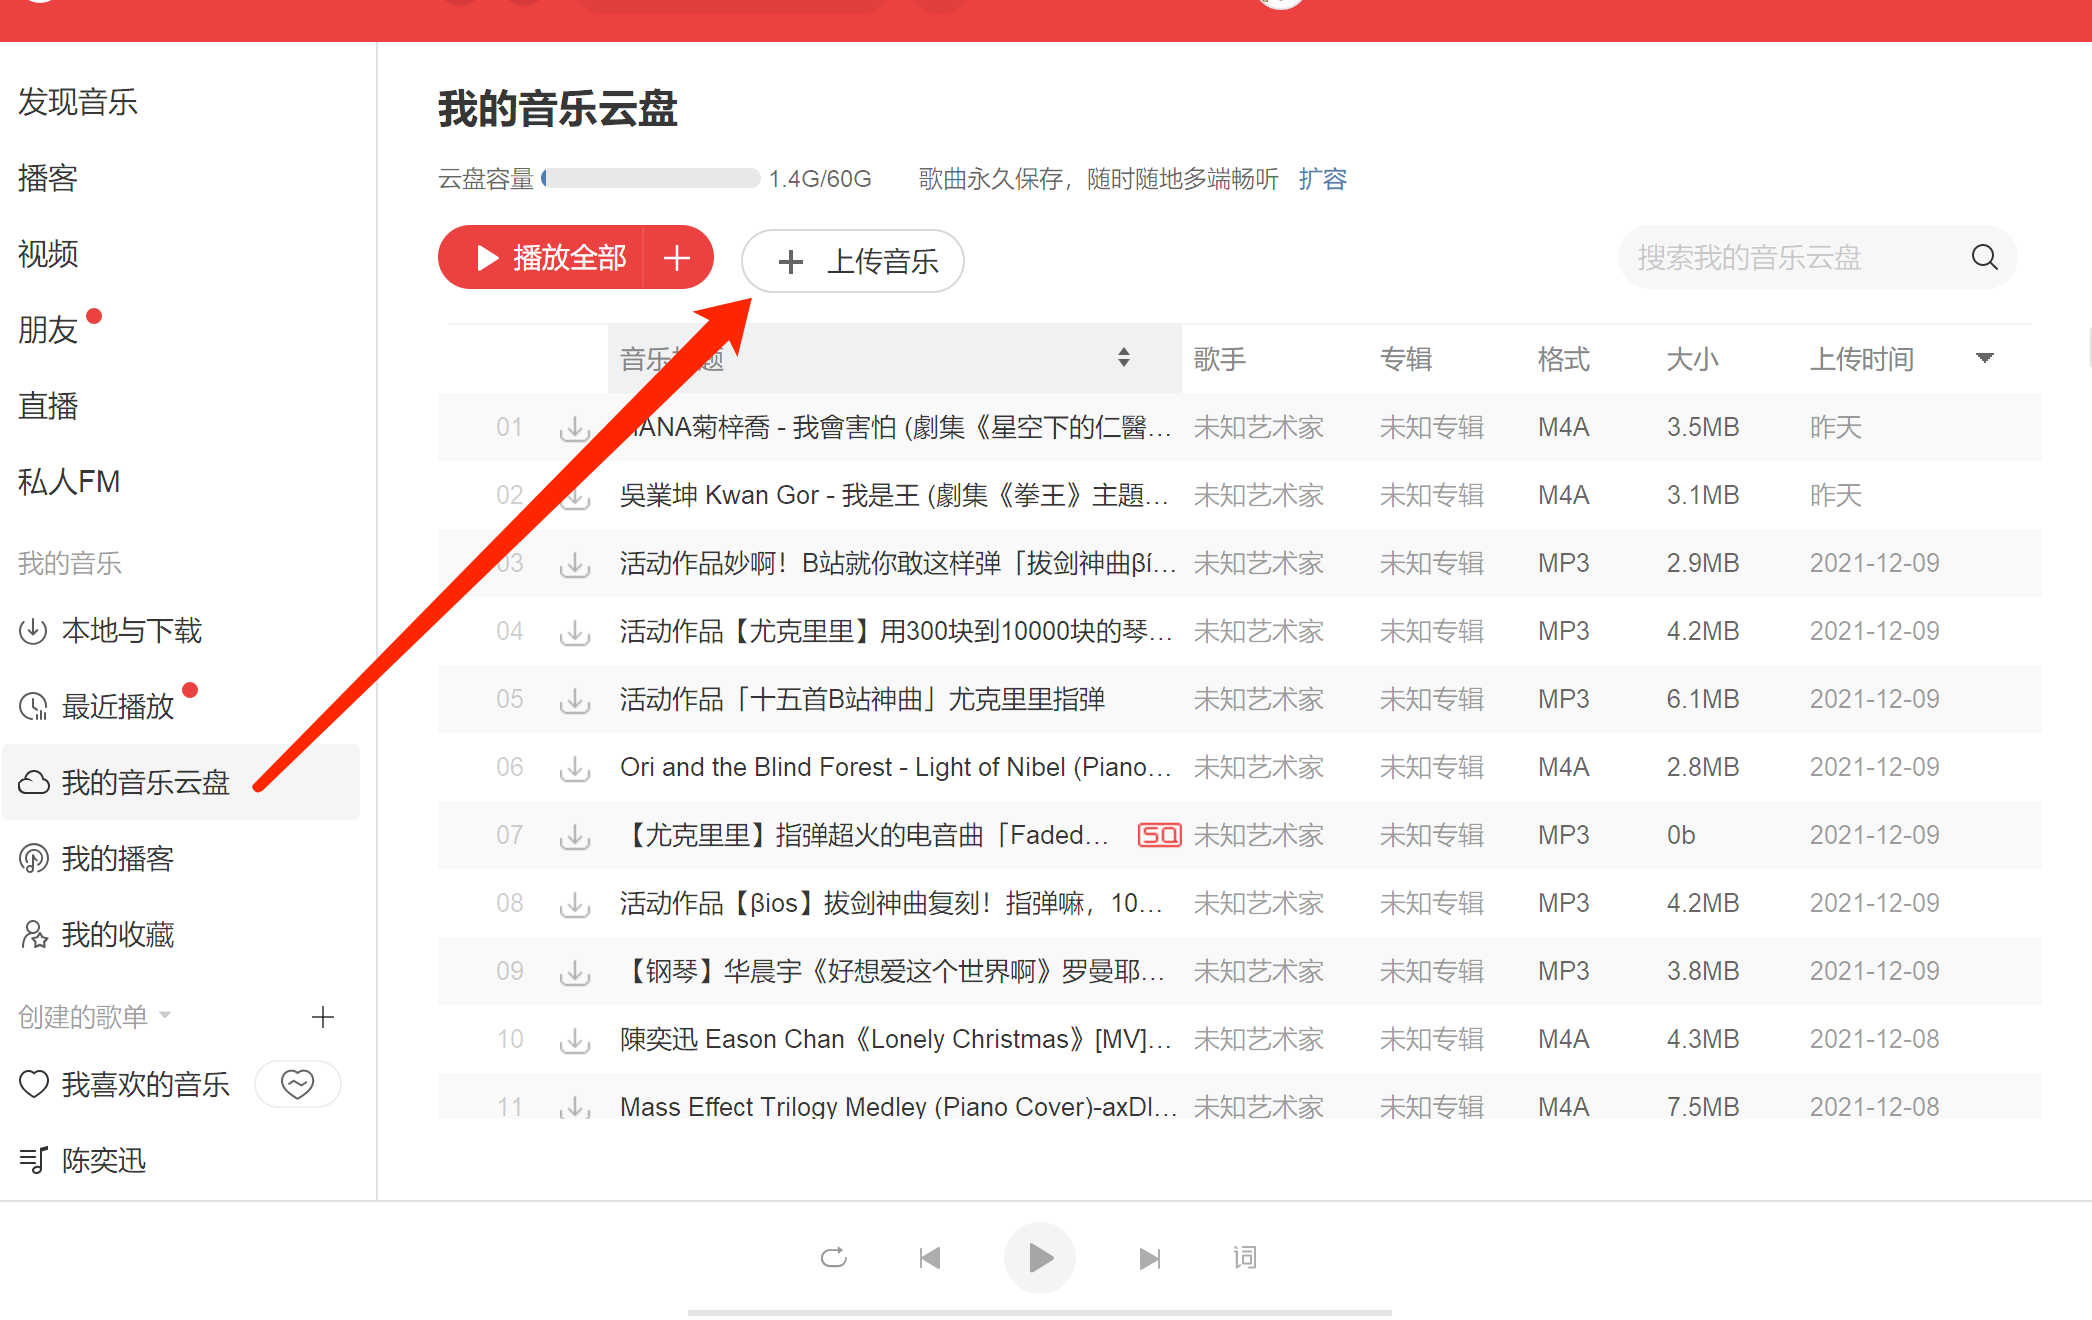 发现音乐
播客
视频
朋友
直播
私人FM
我的音乐
本地与下载
最近播放
我的音乐云盘
我的播客
我的收藏
创建的歌单
我喜欢的音乐
陈奕迅
我的音乐云盘
云盘容量 1.4G/60G 歌曲永久保存，随时随地多端畅听 扩容
播放全部 上传音乐 搜索我的音乐云盘
音乐 题 歌手 专辑 格式 大小 上传时间
01 ANA菊梓喬 - 我會害怕 (劇集《星空下的仁醫… 未知艺术家 未知专辑 M4A 3.5MB 昨天
02 吳業坤 Kwan Gor - 我是王 (劇集《拳王》主題… 未知艺术家 未知专辑 M4A 3.1MB 昨天
03 活动作品妙啊！B站就你敢这样弹「拔剑神曲βí… 未知艺术家 未知专辑 MP3 2.9MB 2021-12-09
04 活动作品【尤克里里】用300块到10000块的琴… 未知艺术家 未知专辑 MP3 4.2MB 2021-12-09
05 活动作品「十五首B站神曲」尤克里里指弹 未知艺术家 未知专辑 MP3 6.1MB 2021-12-09
06 Ori and the Blind Forest - Light of Nibel (Piano… 未知艺术家 未知专辑 M4A 2.8MB 2021-12-09
07 【尤克里里】指弹超火的电音曲「Faded… SQ 未知艺术家 未知专辑 MP3 0b 2021-12-09
08 活动作品【βios】拔剑神曲复刻！指弹嘛，10… 未知艺术家 未知专辑 MP3 4.2MB 2021-12-09
09 【钢琴】华晨宇《好想爱这个世界啊》罗曼耶… 未知艺术家 未知专辑 MP3 3.8MB 2021-12-09
10 陳奕迅 Eason Chan《Lonely Christmas》[MV]… 未知艺术家 未知专辑 M4A 4.3MB 2021-12-08
11 Mass Effect Trilogy Medley (Piano Cover)-axDI… 未知艺术家 未知专辑 M4A 7.5MB 2021-12-08
词